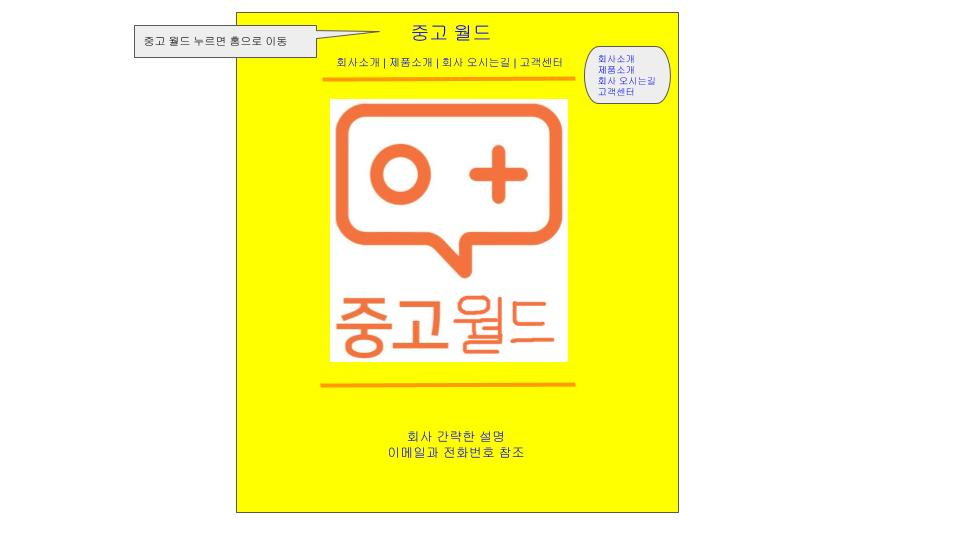 중고 월드
중고 월드 누르면 홈으로 이동
회사소개 | 제품소개 | 회사 오시는길 | 고객센터
회사소개
제품소개
회사 오시는길
고객센터
중고월드
회사 간략한 설명
이메일과 전화번호 참조